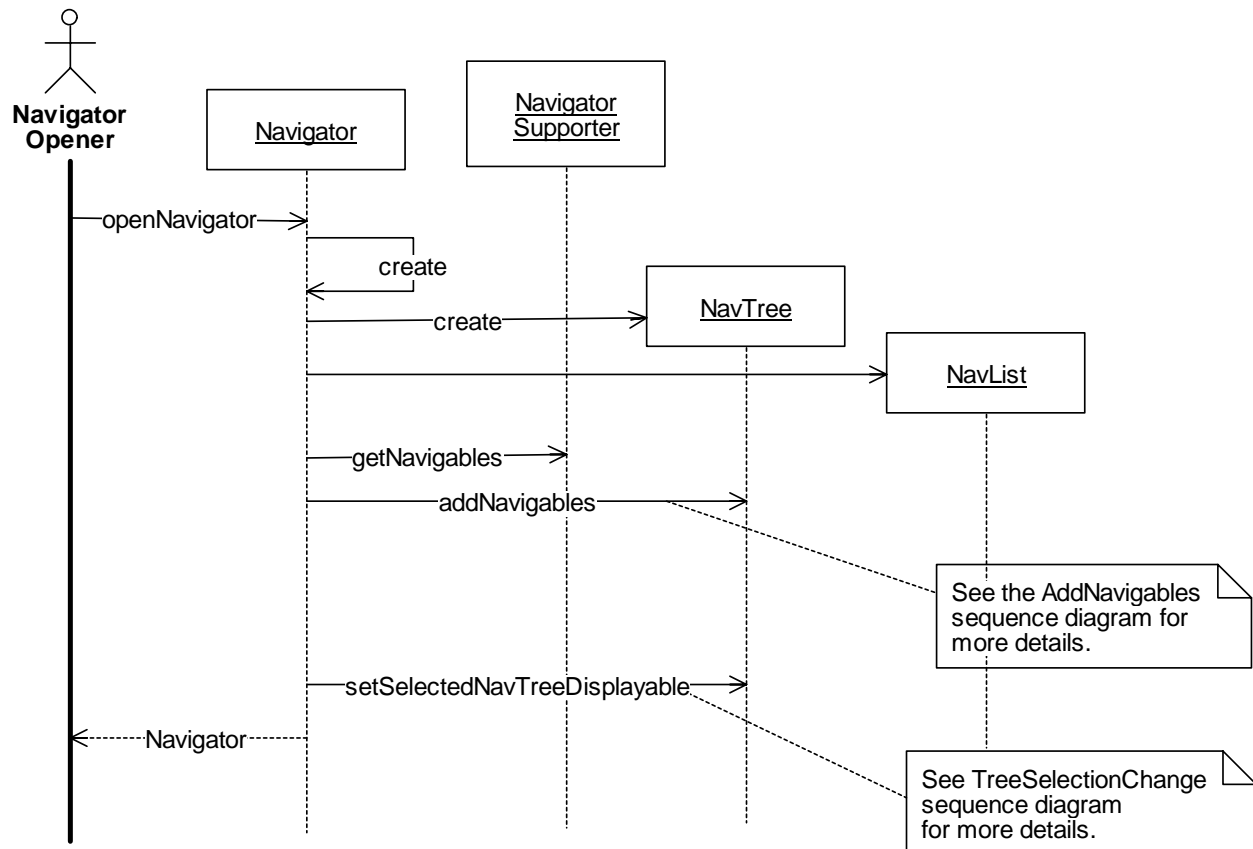 Navigator
Opener
Navigator
Navigator
Supporter
openNavigator
create
create
NavTree
NavList
getNavigables
addNavigables
See the AddNavigables
sequence diagram for
more details.
setSelectedNavTreeDisplayable
Navigator
See TreeSelectionChange
sequence diagram
for more details.